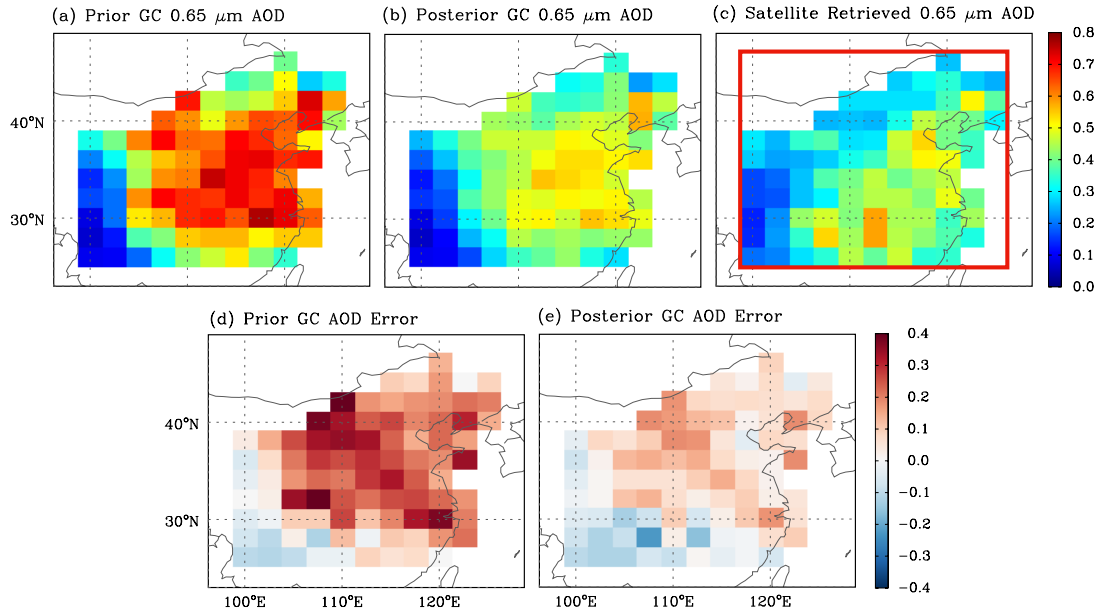 (a) Prior GC 0.65 μm AOD
(b) Posterior GC 0.65 μm AOD
(c) Satellite Retrieved 0.65 μm AOD
40°N
30°N
0.8
0.7
0.6
0.5
0.4
0.3
0.2
0.1
0.0
(d) Prior GC AOD Error
(e) Posterior GC AOD Error
40°N
30°N
100°E
110°E
120°E
100°E
110°E
120°E
0.4
0.3
0.2
0.1
0.0
−0.1
−0.2
−0.3
−0.4